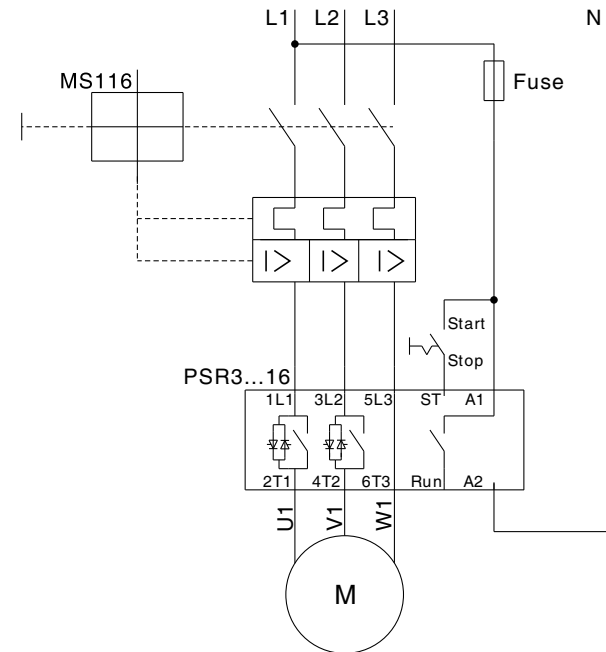 L1 L2 L3 N
MS116
Fuse
I> I> I>
Start
Stop
PSR3...16
1L1 3L2 5L3 ST A1
2T1 4T2 6T3 Run A2
U1 V1 W1
M